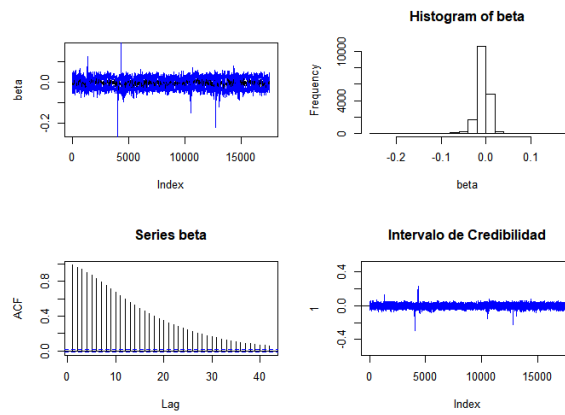 beta
0.0
-0.2
0
5000
10000
15000
Index
Histogram of beta
Frequency
10000
4000
0
-0.2
-0.1
0.0
0.1
beta
Series beta
ACF
0.8
0.4
0.0
0
10
20
30
40
Lag
Intervalo de Credibilidad
1
0.4
0.0
-0.4
0
5000
10000
15000
Index